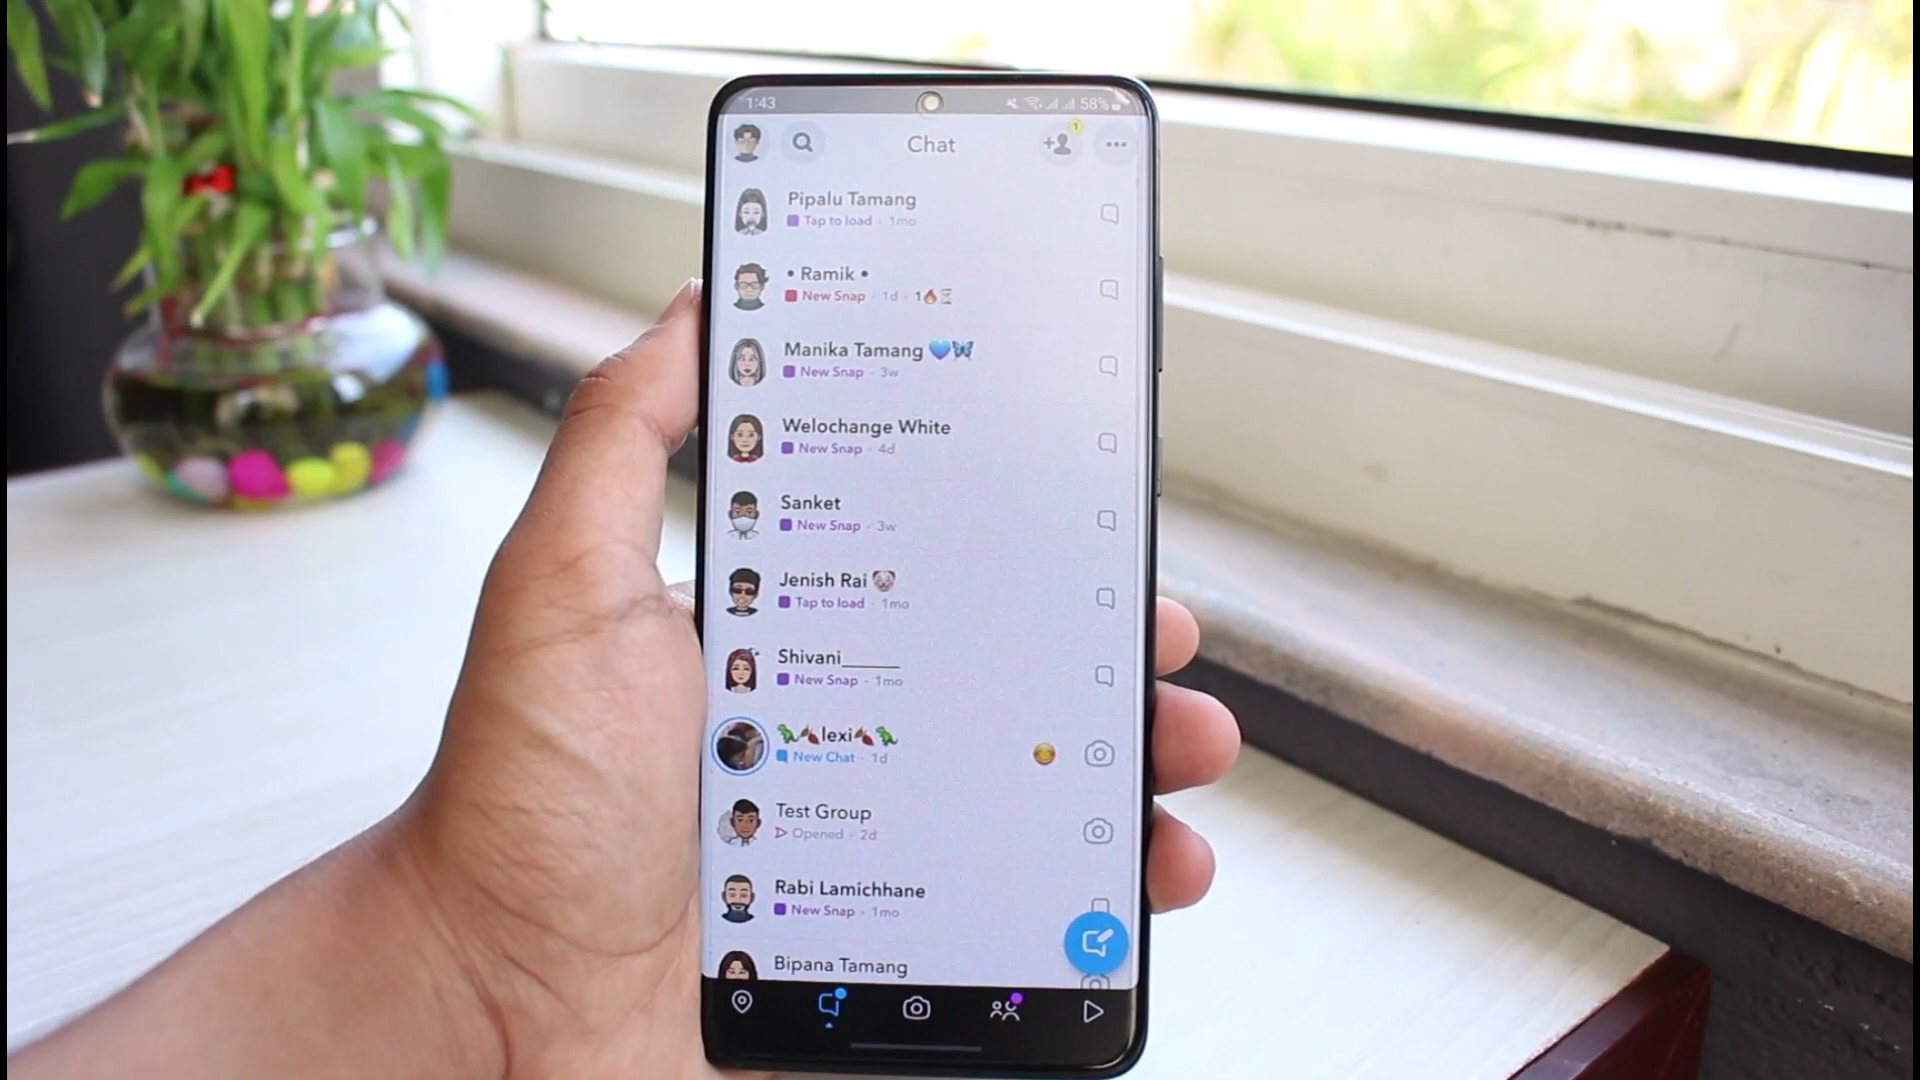 1:43 58%
Chat
1
Pipalu Tamang
Tap to load · 1mo
• Ramik •
New Snap · 1d · 1🔥⌛
Manika Tamang 💙🦋
New Snap · 3w
Welochange White
New Snap · 4d
Sanket
New Snap · 3w
Jenish Rai 🤡
Tap to load · 1mo
Shivani______
New Snap · 1mo
🦖🍂lexi🍂🦖
New Chat · 1d
Test Group
Opened · 2d
Rabi Lamichhane
New Snap · 1mo
Bipana Tamang